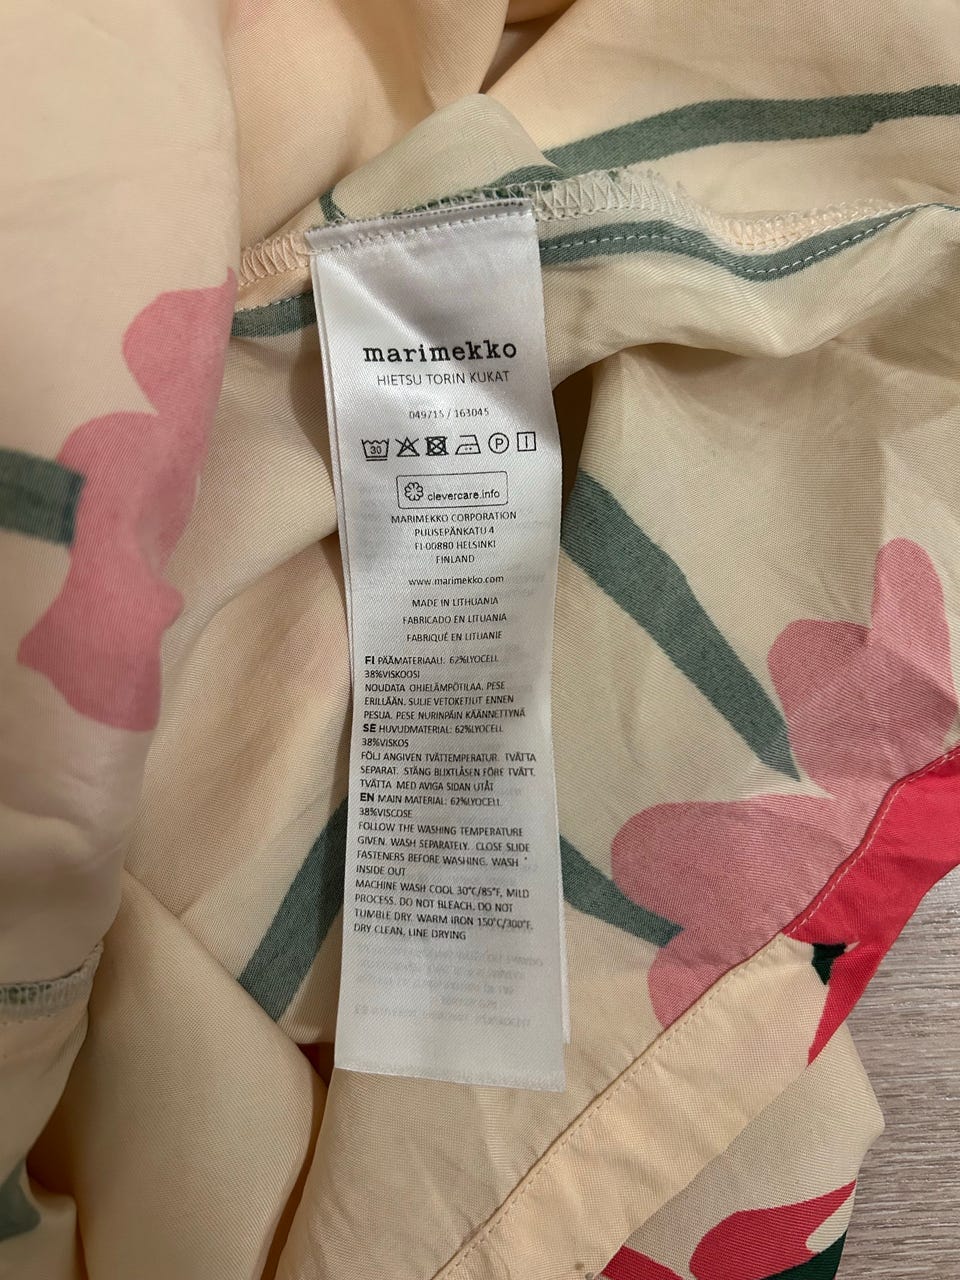 marimekko
HIETSU TORIN KUKAT
049715 / 163045
30 P
clevercare.info
MARIMEKKO CORPORATION
PUUSEPÄNKATU 4
FI-00880 HELSINKI
FINLAND
www.marimekko.com
MADE IN LITHUANIA
FABRICADO EN LITUANIA
FABRIQUÉ EN LITUANIE
FI PÄÄMATERIAALI: 62%LYOCELL
38%VISKOOSI
NOUDATA OHJELÄMPÖTILAA. PESE
ERILLÄÄN. SULJE VETOKETJUT ENNEN
PESUA. PESE NURINPÄIN KÄÄNNETTYNÄ
SE HUVUDMATERIAL: 62%LYOCELL
38%VISKOS
FÖLJ ANGIVEN TVÄTTEMPERATUR. TVÄTTA
SEPARAT. STÄNG BLIXTLÅSEN FÖRE TVÄTT.
TVÄTTA MED AVIGA SIDAN UTÅT
EN MAIN MATERIAL: 62%LYOCELL
38%VISCOSE
FOLLOW THE WASHING TEMPERATURE
GIVEN. WASH SEPARATELY. CLOSE SLIDE
FASTENERS BEFORE WASHING. WASH
INSIDE OUT
MACHINE WASH COOL 30°C/85°F, MILD
PROCESS. DO NOT BLEACH. DO NOT
TUMBLE DRY. WARM IRON 150°C/300°F.
DRY CLEAN, LINE DRYING